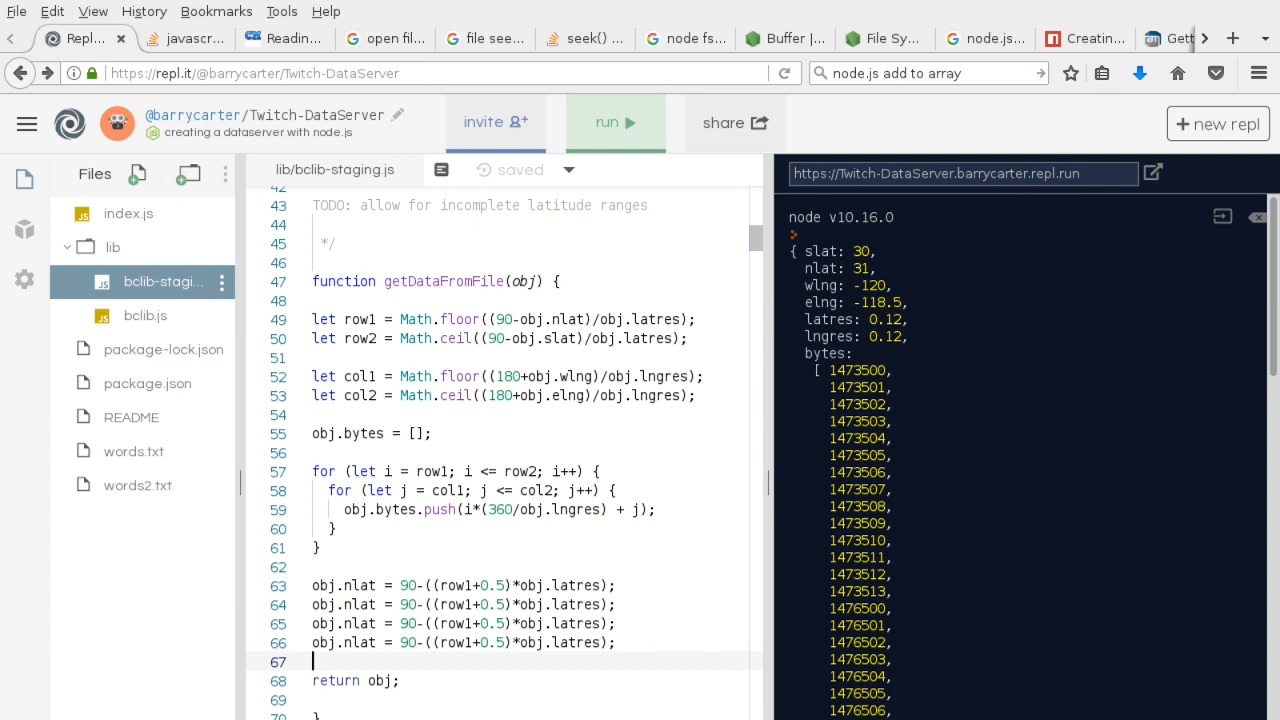 File Edit View History Bookmarks Tools Help
Repl... javascr... Readin... open fil... file see... seek() ... node fs... Buffer |... File Sy... node.js... Creatin... Gett
https://repl.it/@barrycarter/Twitch-DataServer
node.js add to array
@barrycarter/Twitch-DataServer
creating a dataserver with node.js
invite
run
share
+ new repl
Files
index.js
lib
bclib-stagi...
bclib.js
package-lock.json
package.json
README
words.txt
words2.txt
lib/bclib-staging.js
saved
42
43 TODO: allow for incomplete latitude ranges
44
45 */
46
47 function getDataFromFile(obj) {
48
49 let row1 = Math.floor((90-obj.nlat)/obj.latres);
50 let row2 = Math.ceil((90-obj.slat)/obj.latres);
51
52 let col1 = Math.floor((180+obj.wlng)/obj.lngres);
53 let col2 = Math.ceil((180+obj.elng)/obj.lngres);
54
55 obj.bytes = [];
56
57 for (let i = row1; i <= row2; i++) {
58 for (let j = col1; j <= col2; j++) {
59 obj.bytes.push(i*(360/obj.lngres) + j);
60 }
61 }
62
63 obj.nlat = 90-((row1+0.5)*obj.latres);
64 obj.nlat = 90-((row1+0.5)*obj.latres);
65 obj.nlat = 90-((row1+0.5)*obj.latres);
66 obj.nlat = 90-((row1+0.5)*obj.latres);
67
68 return obj;
69
70 }
https://Twitch-DataServer.barrycarter.repl.run
node v10.16.0
{ slat: 30,
nlat: 31,
wlng: -120,
elng: -118.5,
latres: 0.12,
lngres: 0.12,
bytes:
[ 1473500,
1473501,
1473502,
1473503,
1473504,
1473505,
1473506,
1473507,
1473508,
1473509,
1473510,
1473511,
1473512,
1473513,
1476500,
1476501,
1476502,
1476503,
1476504,
1476505,
1476506,